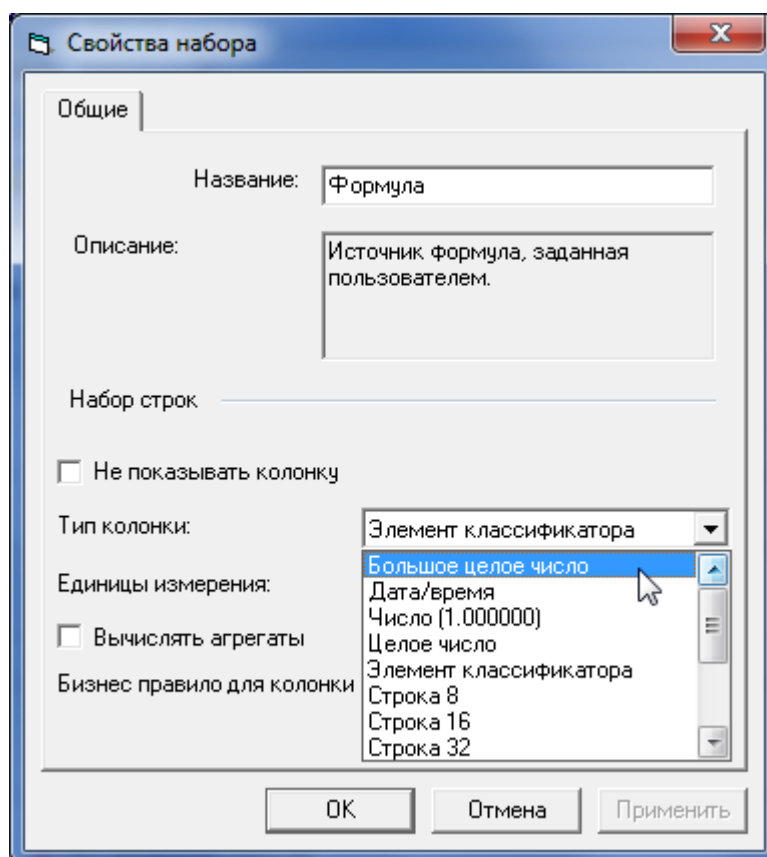 Свойства набора
Общие
Название: Формула
Описание: Источник формула, заданная
пользователем.
Набор строк
Не показывать колонку
Тип колонки: Элемент классификатора
Большое целое число
Единицы измерения: Дата/время
Число (1.000000)
Вычислять агрегаты Целое число
Элемент классификатора
Бизнес правило для колонки Строка 8
Строка 16
Строка 32
OK Отмена Применить